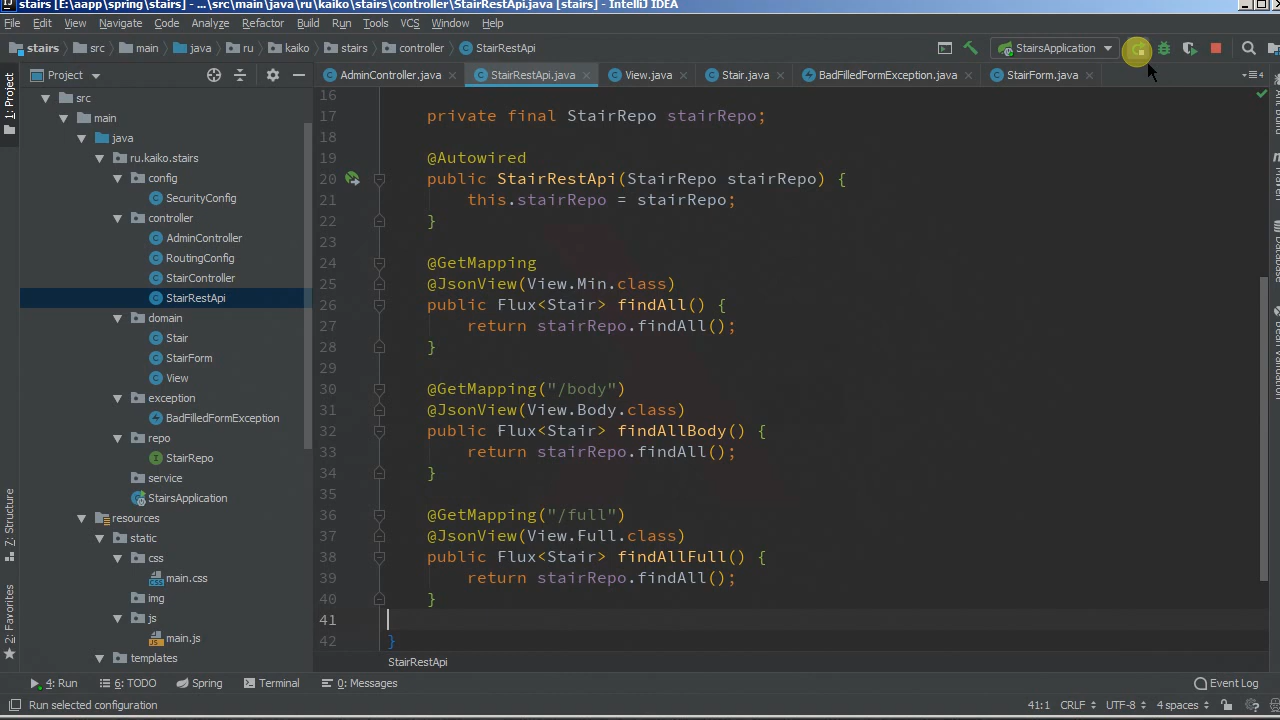 stairs [E:\aapp\spring\stairs] - ...\src\main\java\ru\kaiko\stairs\controller\StairRestApi.java [stairs] - IntelliJ IDEA
File Edit View Navigate Code Analyze Refactor Build Run Tools VCS Window Help
stairs src main java ru kaiko stairs controller StairRestApi StairsApplication
1: Project
Project
AdminController.java StairRestApi.java View.java Stair.java BadFilledFormException.java StairForm.java 4
src
main
java
ru.kaiko.stairs
config
SecurityConfig
controller
AdminController
RoutingConfig
StairController
StairRestApi
domain
Stair
StairForm
View
exception
BadFilledFormException
repo
StairRepo
service
StairsApplication
resources
static
css
main.css
img
js
main.js
templates
7: Structure
2: Favorites
16
17 private final StairRepo stairRepo;
18
19 @Autowired
20 public StairRestApi(StairRepo stairRepo) {
21 this.stairRepo = stairRepo;
22 }
23
24 @GetMapping
25 @JsonView(View.Min.class)
26 public Flux<Stair> findAll() {
27 return stairRepo.findAll();
28 }
29
30 @GetMapping("/body")
31 @JsonView(View.Body.class)
32 public Flux<Stair> findAllBody() {
33 return stairRepo.findAll();
34 }
35
36 @GetMapping("/full")
37 @JsonView(View.Full.class)
38 public Flux<Stair> findAllFull() {
39 return stairRepo.findAll();
40 }
41
42 }
StairRestApi
4: Run 6: TODO Spring Terminal 0: Messages Event Log
Run selected configuration 41:1 CRLF UTF-8 4 spaces